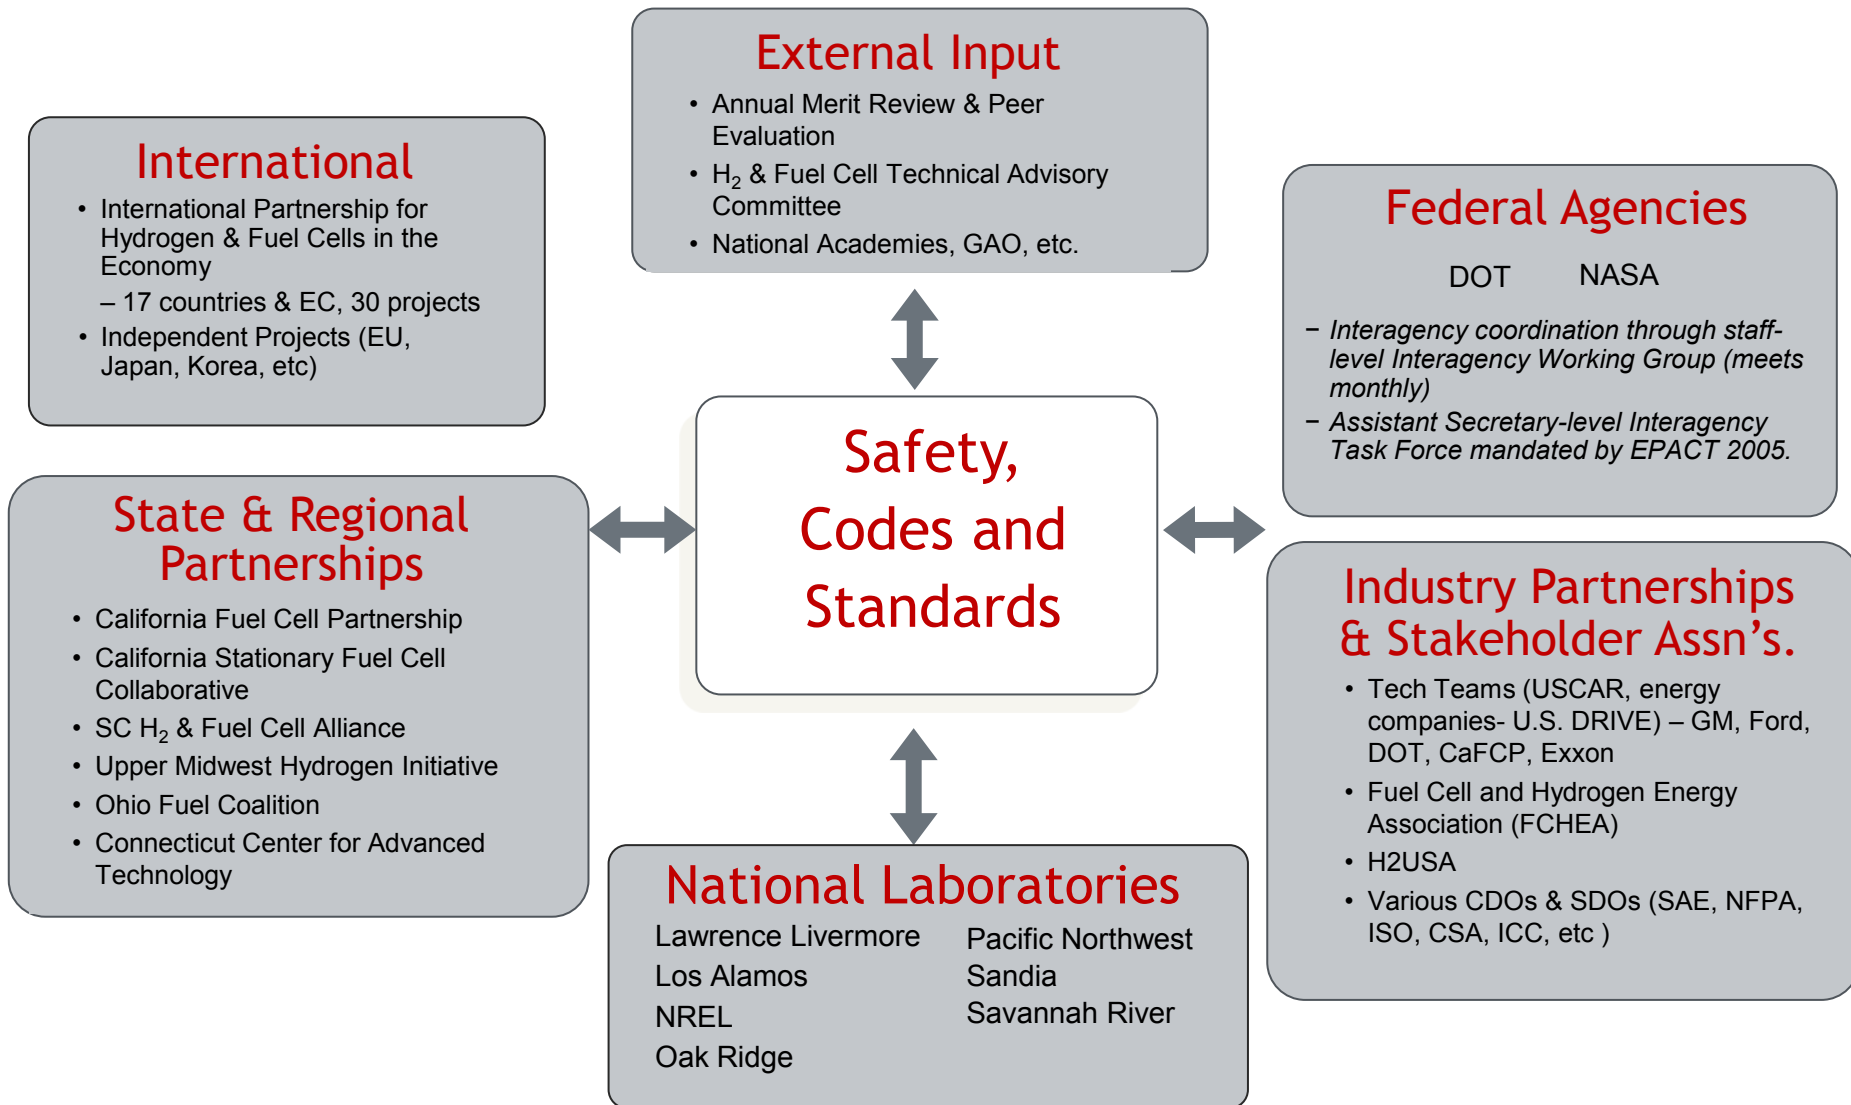 External Input
• Annual Merit Review & Peer
Evaluation
• H₂ & Fuel Cell Technical Advisory
Committee
• National Academies, GAO, etc.
International
• International Partnership for
Hydrogen & Fuel Cells in the
Economy
– 17 countries & EC, 30 projects
• Independent Projects (EU,
Japan, Korea, etc)
Federal Agencies
DOT NASA
− Interagency coordination through staff-
level Interagency Working Group (meets
monthly)
− Assistant Secretary-level Interagency
Task Force mandated by EPACT 2005.
Safety,
Codes and
Standards
State & Regional
Partnerships
• California Fuel Cell Partnership
• California Stationary Fuel Cell
Collaborative
• SC H₂ & Fuel Cell Alliance
• Upper Midwest Hydrogen Initiative
• Ohio Fuel Coalition
• Connecticut Center for Advanced
Technology
Industry Partnerships
& Stakeholder Assn’s.
• Tech Teams (USCAR, energy
companies- U.S. DRIVE) – GM, Ford,
DOT, CaFCP, Exxon
• Fuel Cell and Hydrogen Energy
Association (FCHEA)
• H2USA
• Various CDOs & SDOs (SAE, NFPA,
ISO, CSA, ICC, etc )
National Laboratories
Lawrence Livermore
Los Alamos
NREL
Oak Ridge
Pacific Northwest
Sandia
Savannah River